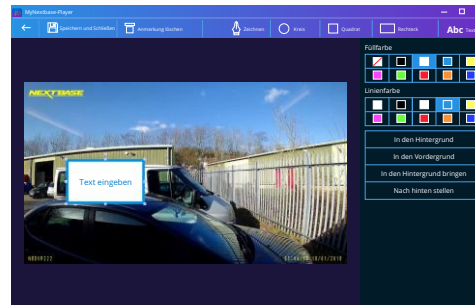 MyNextbase-Player
Speichern und Schließen
Anmerkung löschen
Zeichnen
Kreis
Quadrat
Rechteck
Abc Text
Füllfarbe
NEXTBASE
Linienfarbe
In den Hintergrund
In den Vordergrund
In den Hintergrund bringen
Nach hinten stellen
Text eingeben